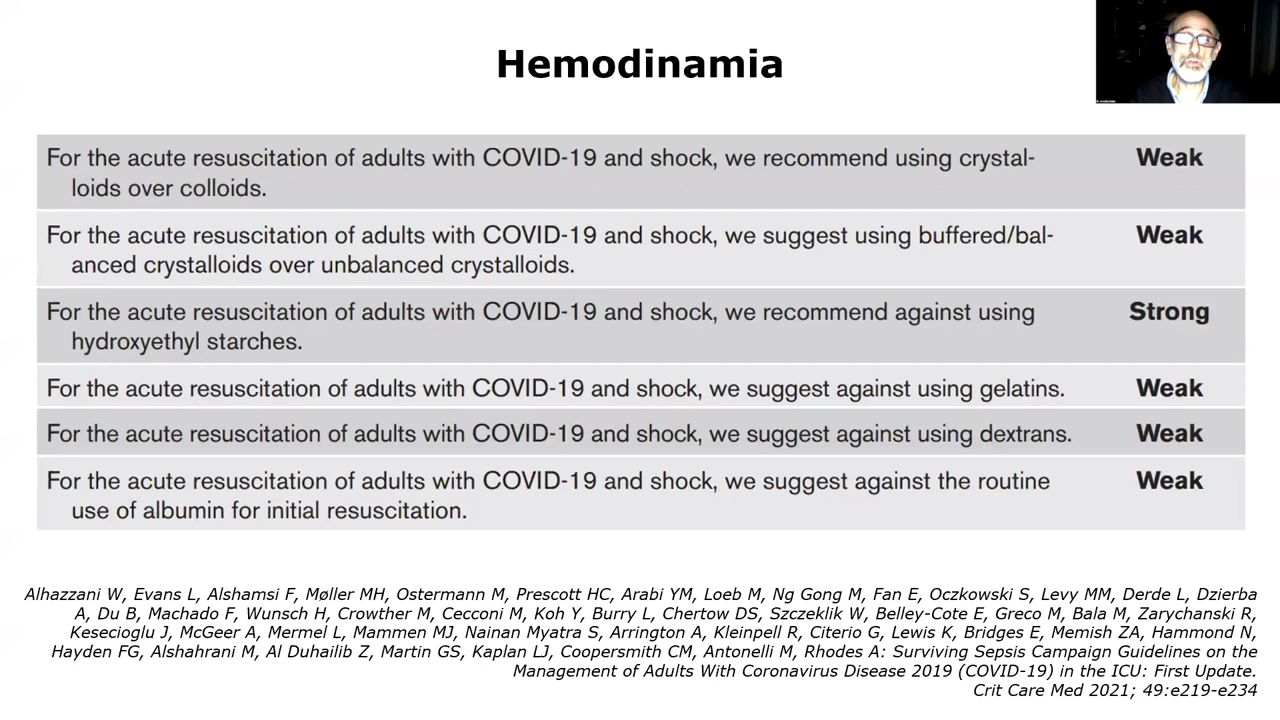 Hemodinamia
For the acute resuscitation of adults with COVID-19 and shock, we recommend using crystal-
loids over colloids.
Weak
For the acute resuscitation of adults with COVID-19 and shock, we suggest using buffered/bal-
anced crystalloids over unbalanced crystalloids.
Weak
For the acute resuscitation of adults with COVID-19 and shock, we recommend against using
hydroxyethyl starches.
Strong
For the acute resuscitation of adults with COVID-19 and shock, we suggest against using gelatins.
Weak
For the acute resuscitation of adults with COVID-19 and shock, we suggest against using dextrans.
Weak
For the acute resuscitation of adults with COVID-19 and shock, we suggest against the routine
use of albumin for initial resuscitation.
Weak
Alhazzani W, Evans L, Alshamsi F, Møller MH, Ostermann M, Prescott HC, Arabi YM, Loeb M, Ng Gong M, Fan E, Oczkowski S, Levy MM, Derde L, Dzierba
A, Du B, Machado F, Wunsch H, Crowther M, Cecconi M, Koh Y, Burry L, Chertow DS, Szczeklik W, Belley-Cote E, Greco M, Bala M, Zarychanski R,
Kesecioglu J, McGeer A, Mermel L, Mammen MJ, Nainan Myatra S, Arrington A, Kleinpell R, Citerio G, Lewis K, Bridges E, Memish ZA, Hammond N,
Hayden FG, Alshahrani M, Al Duhailib Z, Martin GS, Kaplan LJ, Coopersmith CM, Antonelli M, Rhodes A: Surviving Sepsis Campaign Guidelines on the
Management of Adults With Coronavirus Disease 2019 (COVID-19) in the ICU: First Update.
Crit Care Med 2021; 49:e219-e234